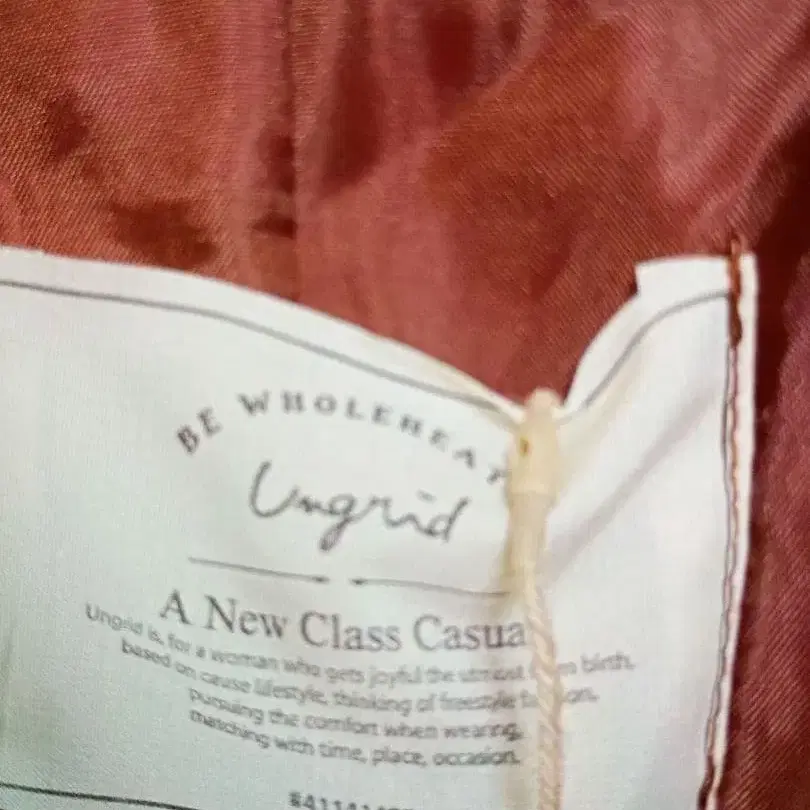 BE WHOLEHEA
Ungrid
A New Class Casua
Ungrid is, for a woman who gets joyful the utmost birth,
based on cause lifestyle, thinking of freestyle
pursuing the comfort when wearing,
matching with time, place, occasion.